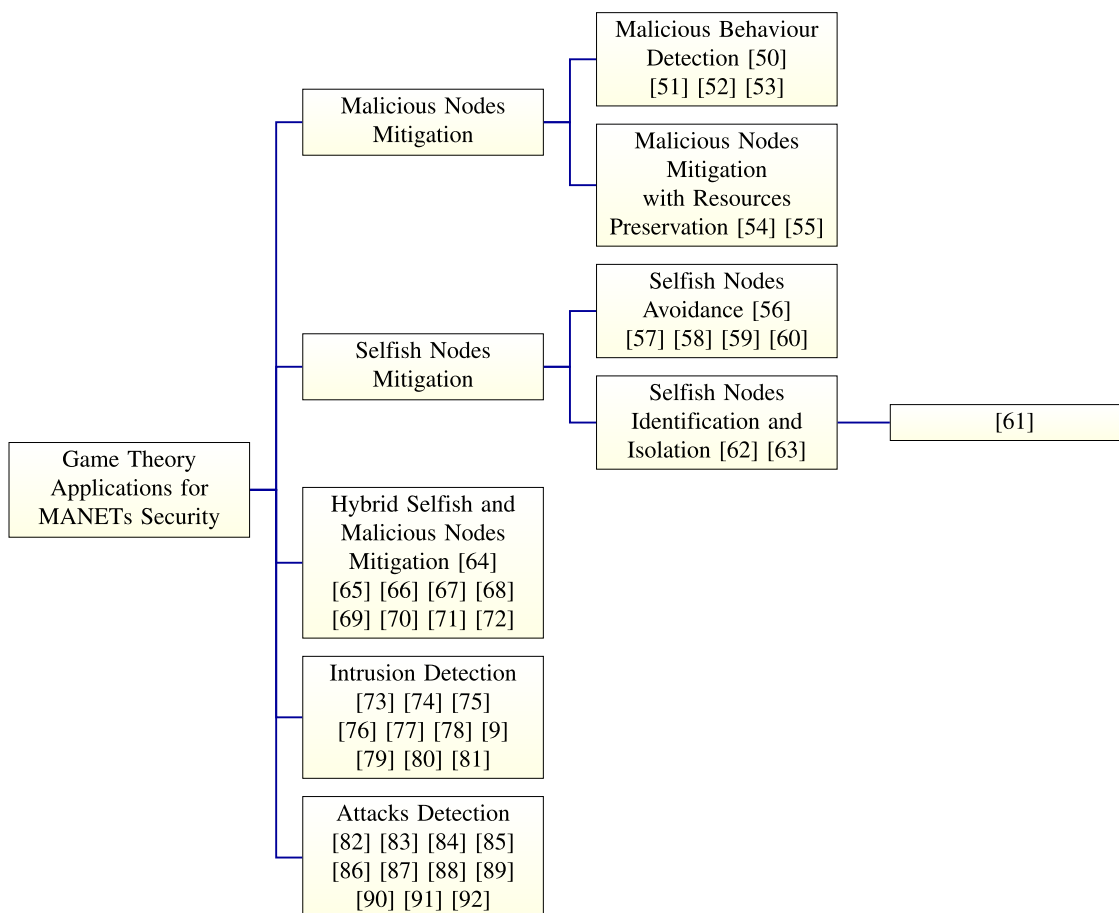 Game Theory
Applications for
MANETs Security
Malicious Nodes
Mitigation
Malicious Behaviour
Detection [50]
[51] [52] [53]
Malicious Nodes
Mitigation
with Resources
Preservation [54] [55]
Selfish Nodes
Mitigation
Selfish Nodes
Avoidance [56]
[57] [58] [59] [60]
Selfish Nodes
Identification and
Isolation [62] [63]
[61]
Hybrid Selfish and
Malicious Nodes
Mitigation [64]
[65] [66] [67] [68]
[69] [70] [71] [72]
Intrusion Detection
[73] [74] [75]
[76] [77] [78] [9]
[79] [80] [81]
Attacks Detection
[82] [83] [84] [85]
[86] [87] [88] [89]
[90] [91] [92]